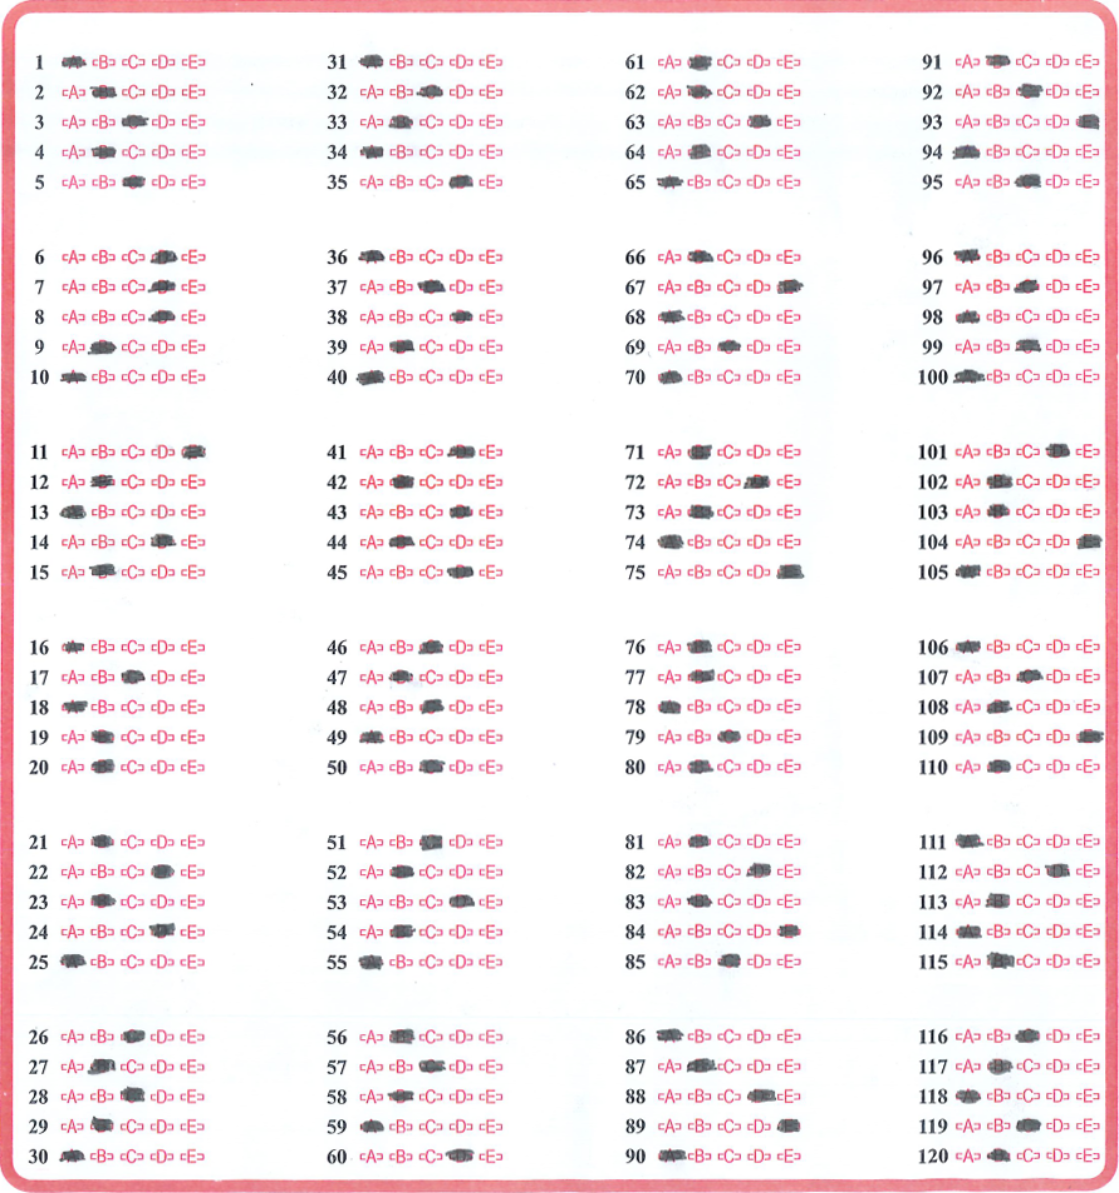 1 [B] [C] [D] [E]
2 [A] [C] [D] [E]
3 [A] [B] [D] [E]
4 [A] [C] [D] [E]
5 [A] [B] [D] [E]
6 [A] [B] [C] [E]
7 [A] [B] [C] [E]
8 [A] [B] [C] [E]
9 [A] [C] [D] [E]
10 [B] [C] [D] [E]
11 [A] [B] [C] [D]
12 [A] [C] [D] [E]
13 [B] [C] [D] [E]
14 [A] [B] [C] [E]
15 [A] [C] [D] [E]
16 [B] [C] [D] [E]
17 [A] [B] [D] [E]
18 [B] [C] [D] [E]
19 [A] [C] [D] [E]
20 [A] [C] [D] [E]
21 [A] [C] [D] [E]
22 [A] [B] [C] [E]
23 [A] [C] [D] [E]
24 [A] [B] [C] [E]
25 [B] [C] [D] [E]
26 [A] [B] [D] [E]
27 [A] [C] [D] [E]
28 [A] [B] [D] [E]
29 [A] [C] [D] [E]
30 [B] [C] [D] [E]
31 [B] [C] [D] [E]
32 [A] [B] [D] [E]
33 [A] [C] [D] [E]
34 [B] [C] [D] [E]
35 [A] [B] [C] [E]
36 [B] [C] [D] [E]
37 [A] [B] [D] [E]
38 [A] [B] [C] [E]
39 [A] [C] [D] [E]
40 [B] [C] [D] [E]
41 [A] [B] [C] [E]
42 [A] [C] [D] [E]
43 [A] [B] [C] [E]
44 [A] [C] [D] [E]
45 [A] [B] [C] [E]
46 [A] [B] [D] [E]
47 [A] [C] [D] [E]
48 [A] [B] [D] [E]
49 [B] [C] [D] [E]
50 [A] [B] [D] [E]
51 [A] [B] [D] [E]
52 [A] [C] [D] [E]
53 [A] [B] [C] [E]
54 [A] [C] [D] [E]
55 [B] [C] [D] [E]
56 [A] [C] [D] [E]
57 [A] [B] [D] [E]
58 [A] [C] [D] [E]
59 [B] [C] [D] [E]
60 [A] [B] [C] [E]
61 [A] [C] [D] [E]
62 [A] [C] [D] [E]
63 [A] [B] [C] [E]
64 [A] [C] [D] [E]
65 [B] [C] [D] [E]
66 [A] [C] [D] [E]
67 [A] [B] [C] [D]
68 [B] [C] [D] [E]
69 [A] [B] [D] [E]
70 [B] [C] [D] [E]
71 [A] [C] [D] [E]
72 [A] [B] [C] [E]
73 [A] [C] [D] [E]
74 [B] [C] [D] [E]
75 [A] [B] [C] [D]
76 [A] [C] [D] [E]
77 [A] [C] [D] [E]
78 [B] [C] [D] [E]
79 [A] [B] [D] [E]
80 [A] [C] [D] [E]
81 [A] [C] [D] [E]
82 [A] [B] [C] [E]
83 [A] [C] [D] [E]
84 [A] [B] [C] [D]
85 [A] [B] [D] [E]
86 [B] [C] [D] [E]
87 [A] [C] [D] [E]
88 [A] [B] [C] [E]
89 [A] [B] [C] [D]
90 [B] [C] [D] [E]
91 [A] [C] [D] [E]
92 [A] [B] [D] [E]
93 [A] [B] [C] [D]
94 [B] [C] [D] [E]
95 [A] [B] [D] [E]
96 [B] [C] [D] [E]
97 [A] [B] [D] [E]
98 [B] [C] [D] [E]
99 [A] [B] [D] [E]
100 [B] [C] [D] [E]
101 [A] [B] [C] [E]
102 [A] [C] [D] [E]
103 [A] [C] [D] [E]
104 [A] [B] [C] [D]
105 [B] [C] [D] [E]
106 [B] [C] [D] [E]
107 [A] [B] [D] [E]
108 [A] [C] [D] [E]
109 [A] [B] [C] [D]
110 [A] [C] [D] [E]
111 [B] [C] [D] [E]
112 [A] [B] [C] [E]
113 [A] [C] [D] [E]
114 [B] [C] [D] [E]
115 [A] [C] [D] [E]
116 [A] [B] [D] [E]
117 [A] [C] [D] [E]
118 [B] [C] [D] [E]
119 [A] [B] [D] [E]
120 [A] [C] [D] [E]